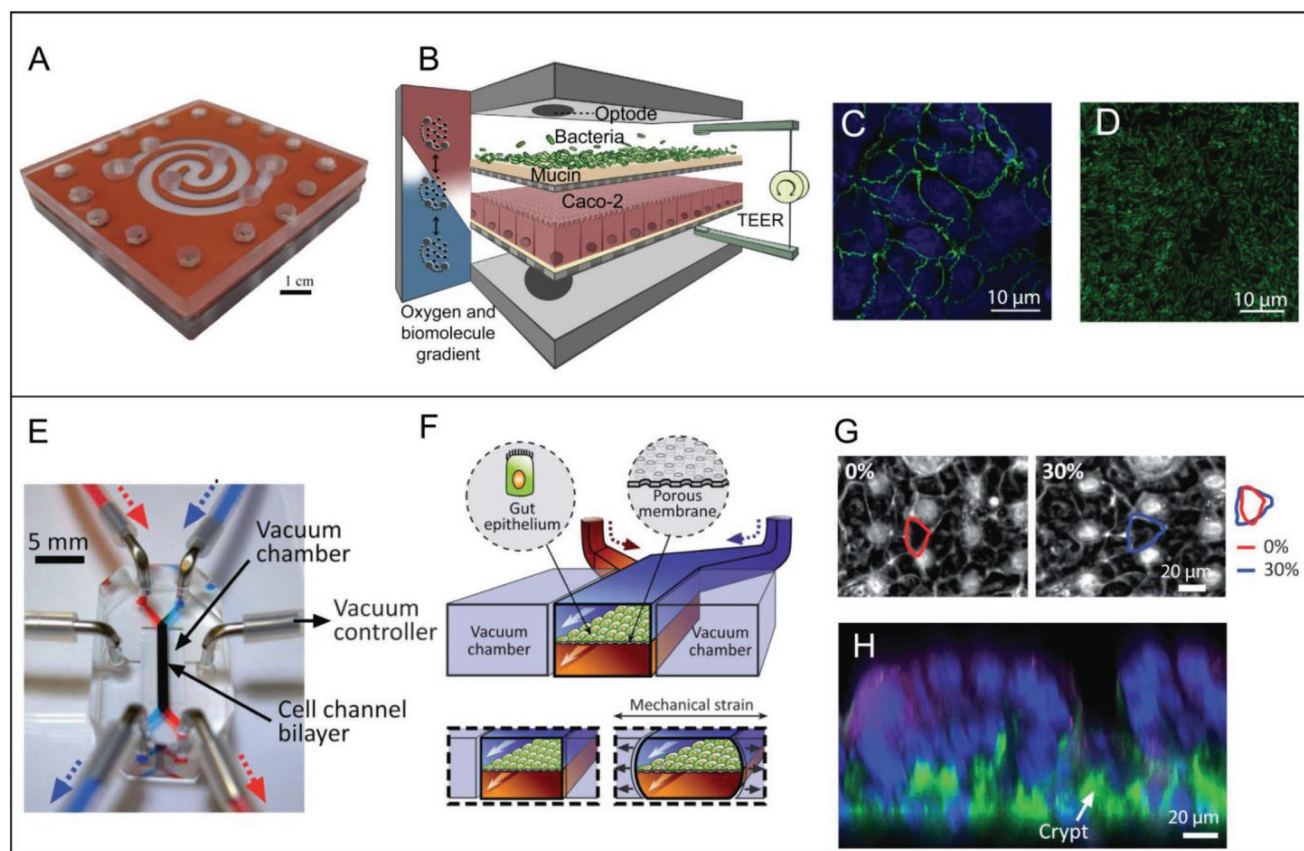 A
1 cm
B
Optode
Bacteria
Mucin
Caco-2
TEER
Oxygen and
biomolecule
gradient
C
10 µm
D
10 µm
E
5 mm
Vacuum
chamber
Vacuum
controller
Cell channel
bilayer
F
Gut
epithelium
Porous
membrane
Vacuum
chamber
Vacuum
chamber
Mechanical strain
G
0%
30%
20 µm
0%
30%
H
Crypt
20 µm